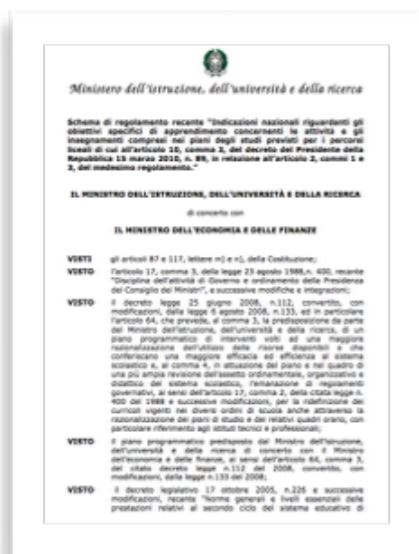 Ministero dell'istruzione, dell'università e della ricerca
Schema di regolamento recante "Indicazioni nazionali riguardanti gli
obiettivi specifici di apprendimento concernenti le attività e gli
insegnamenti compresi nei piani degli studi previsti per i percorsi
liceali di cui all'articolo 10, comma 3, del decreto del Presidente della
Repubblica 15 marzo 2010, n. 89, in relazione all'articolo 2, commi 1 e
3, del medesimo regolamento."
IL MINISTRO DELL'ISTRUZIONE, DELL'UNIVERSITÀ E DELLA RICERCA
di concerto con
IL MINISTRO DELL'ECONOMIA E DELLE FINANZE
VISTI gli articoli 87 e 117, lettere m) e n), della Costituzione;
VISTO l'articolo 17, comma 3, della legge 23 agosto 1988,n. 400, recante
"Disciplina dell'attività di Governo e ordinamento della Presidenza
del Consiglio dei Ministri", e successive modifiche e integrazioni;
VISTO il decreto legge 25 giugno 2008, n.112, convertito, con
modificazioni, dalla legge 6 agosto 2008, n.133, ed in particolare
l'articolo 64, che prevede, al comma 3, la predisposizione da parte
del Ministro dell'istruzione, dell'università e della ricerca, di un
piano programmatico di interventi volti ad una maggiore
razionalizzazione dell'utilizzo delle risorse disponibili e che
conferiscano una maggiore efficacia ed efficienza al sistema
scolastico e, al comma 4, in attuazione del piano e nel quadro di
una più ampia revisione dell'assetto ordinamentale, organizzativo e
didattico del sistema scolastico, l'emanazione di regolamenti
governativi, ai sensi dell'articolo 17, comma 2, della citata legge n.
400 del 1988 e successive modificazioni, per la ridefinizione dei
curricoli vigenti nei diversi ordini di scuola anche attraverso la
razionalizzazione dei piani di studio e dei relativi quadri orario, con
particolare riferimento agli istituti tecnici e professionali;
VISTO il piano programmatico predisposto dal Ministro dell'istruzione,
dell'università e della ricerca di concerto con il Ministro
dell'economia e delle finanze, ai sensi dell'articolo 64, comma 3,
del citato decreto legge n.112 del 2008, convertito, con
modificazioni, dalla legge n.133 del 2008;
VISTO il decreto legislativo 17 ottobre 2005, n.226 e successive
modificazioni, recante "Norme generali e livelli essenziali delle
prestazioni relativi al secondo ciclo del sistema educativo di